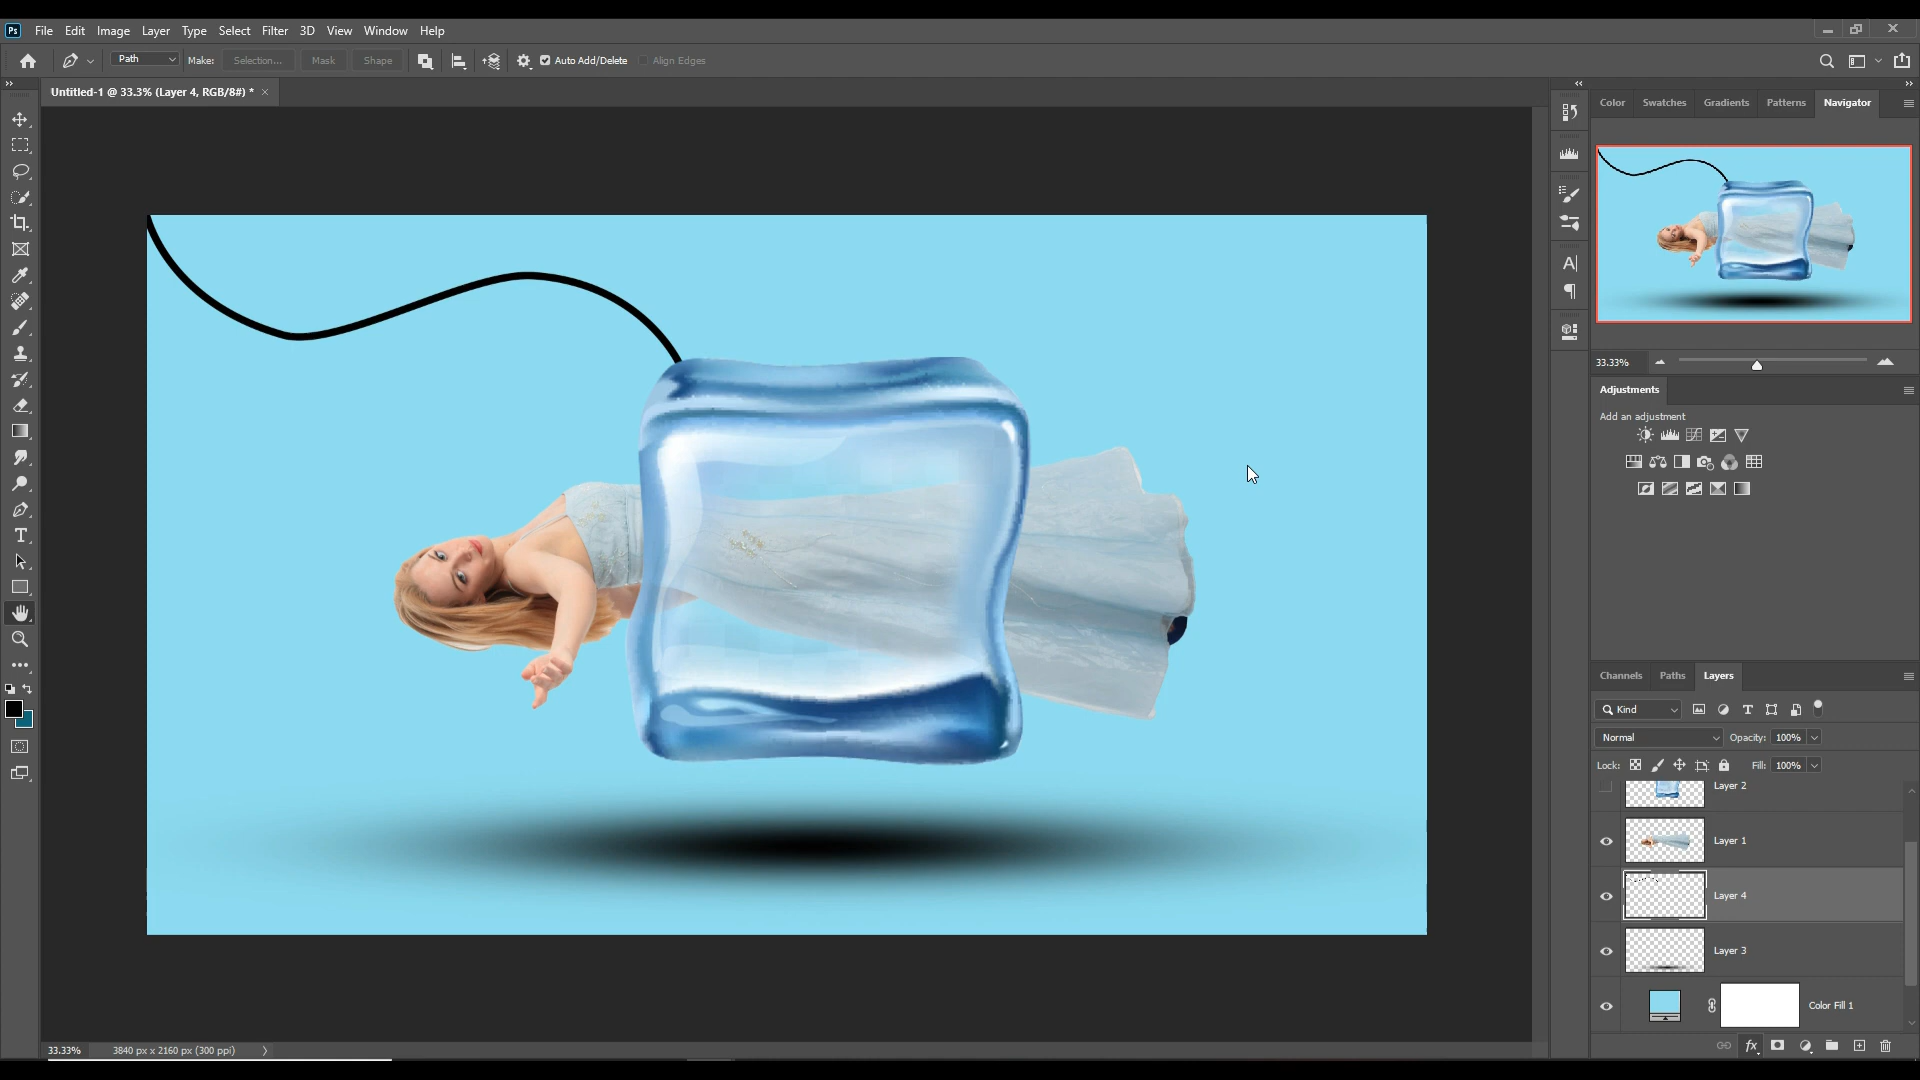 Ps File Edit Image Layer Type Select Filter 3D View Window Help
Path Make: Selection... Mask Shape Auto Add/Delete Align Edges
Untitled-1 @ 33.3% (Layer 4, RGB/8#) * ×
Color Swatches Gradients Patterns Navigator
33.33%
Adjustments
Add an adjustment
Channels Paths Layers
Kind
Normal Opacity: 100%
Lock: Fill: 100%
Layer 2
Layer 1
Layer 4
Layer 3
Color Fill 1
fx
33.33% 3840 px x 2160 px (300 ppi)